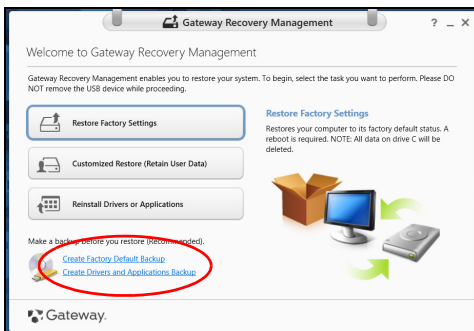 Gateway Recovery Management
? _ X
Welcome to Gateway Recovery Management
Gateway Recovery Management enables you to restore your system. To begin, select the task you want to perform. Please DO
NOT remove the USB device while proceeding.
Restore Factory Settings
Customized Restore (Retain User Data)
Reinstall Drivers or Applications
Restore Factory Settings
Restores your computer to its factory default status. A
reboot is required. NOTE: All data on drive C will be
deleted.
Make a backup before you restore (Recommended).
Create Factory Default Backup
Create Drivers and Applications Backup
Gateway.